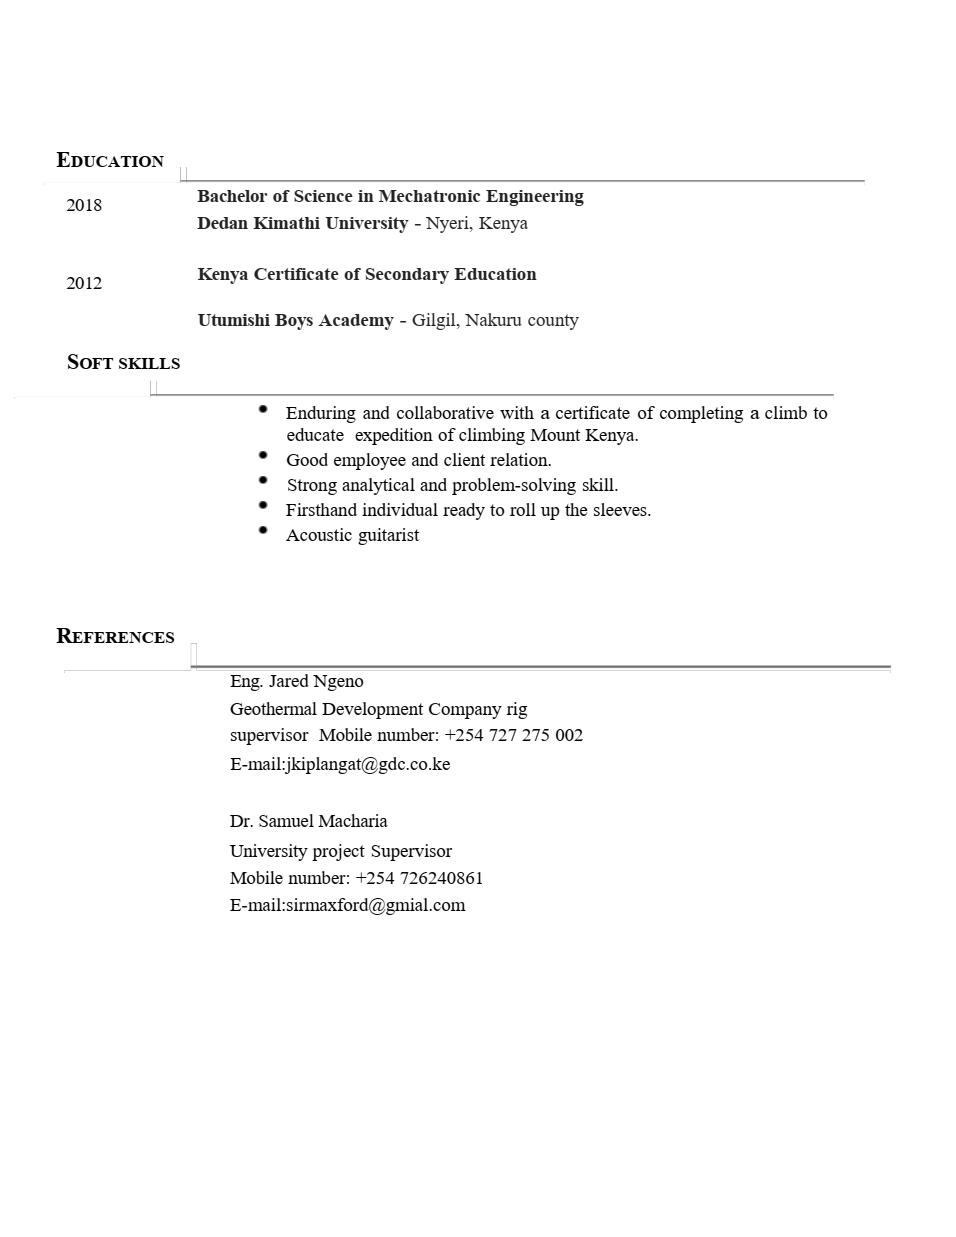 EDUCATION
2018
Bachelor of Science in Mechatronic Engineering
Dedan Kimathi University - Nyeri, Kenya
2012
Kenya Certificate of Secondary Education
Utumishi Boys Academy - Gilgil, Nakuru county
SOFT SKILLS
• Enduring and collaborative with a certificate of completing a climb to
educate expedition of climbing Mount Kenya.
• Good employee and client relation.
• Strong analytical and problem-solving skill.
• Firsthand individual ready to roll up the sleeves.
• Acoustic guitarist
REFERENCES
Eng. Jared Ngeno
Geothermal Development Company rig
supervisor Mobile number: +254 727 275 002
E-mail:jkiplangat@gdc.co.ke
Dr. Samuel Macharia
University project Supervisor
Mobile number: +254 726240861
E-mail:sirmaxford@gmial.com